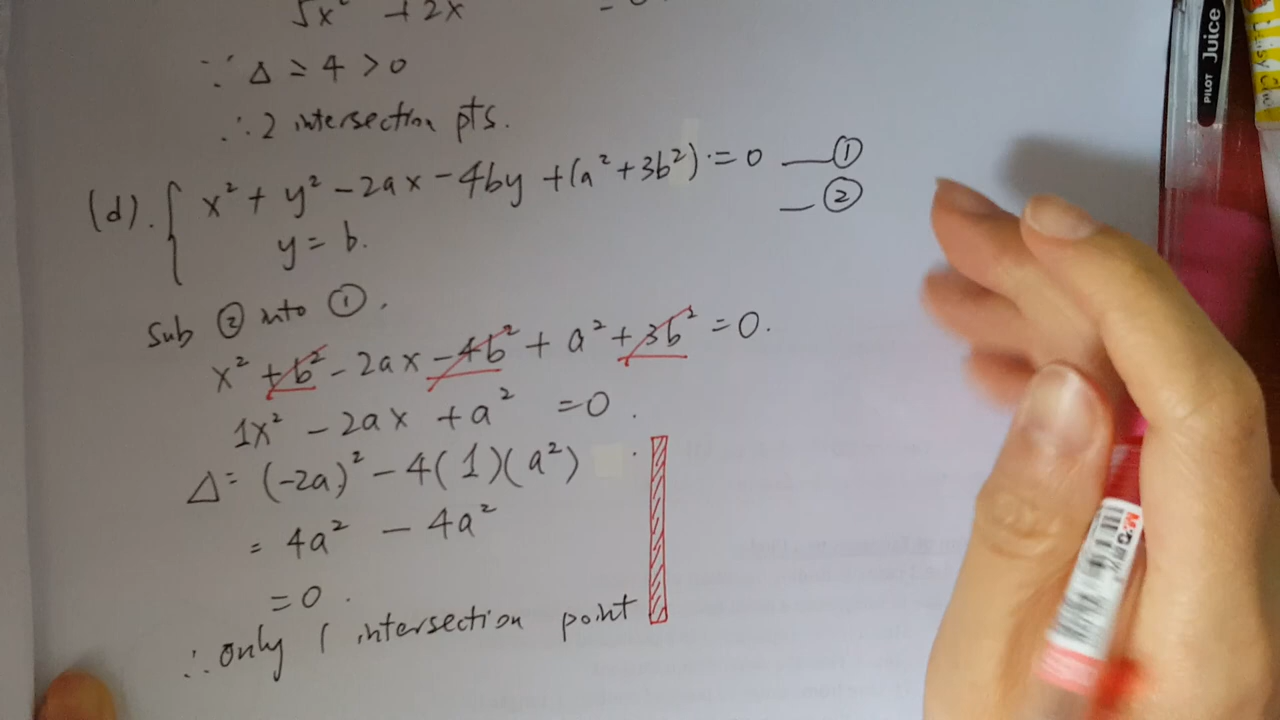 5x² + 2x
∵ Δ = 4 > 0
∴ 2 intersection pts.
(d). { x² + y² - 2ax - 4by + (a² + 3b²) = 0 — ①
y = b. — ②
Sub ② into ①.
x² + b² - 2ax - 4b² + a² + 3b² = 0.
1x² - 2ax + a² = 0.
Δ = (-2a)² - 4(1)(a²)
= 4a² - 4a²
= 0.
∴ only 1 intersection point
PILOT Juice
M&G